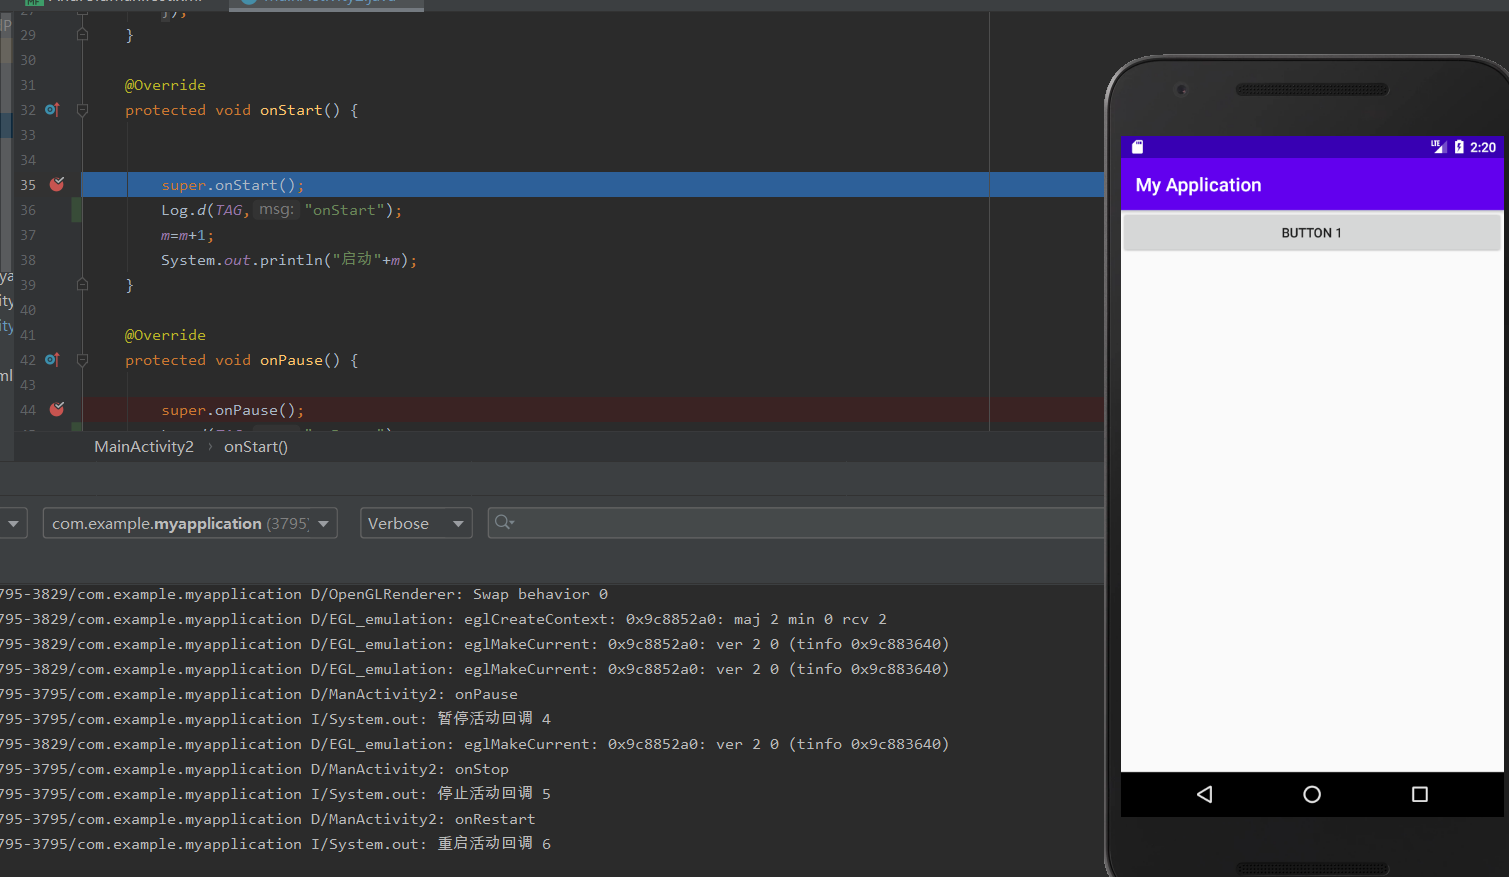 MainActivity2.java
27 });
29 }
30
31 @Override
32 protected void onStart() {
33
34
35 super.onStart();
36 Log.d(TAG, msg: "onStart");
37 m=m+1;
38 System.out.println("启动"+m);
39 }
40
41 @Override
42 protected void onPause() {
43
44 super.onPause();
MainActivity2 › onStart()
com.example.myapplication (3795)
Verbose
795-3829/com.example.myapplication D/OpenGLRenderer: Swap behavior 0
795-3829/com.example.myapplication D/EGL_emulation: eglCreateContext: 0x9c8852a0: maj 2 min 0 rcv 2
795-3829/com.example.myapplication D/EGL_emulation: eglMakeCurrent: 0x9c8852a0: ver 2 0 (tinfo 0x9c883640)
795-3829/com.example.myapplication D/EGL_emulation: eglMakeCurrent: 0x9c8852a0: ver 2 0 (tinfo 0x9c883640)
795-3795/com.example.myapplication D/ManActivity2: onPause
795-3795/com.example.myapplication I/System.out: 暂停活动回调 4
795-3829/com.example.myapplication D/EGL_emulation: eglMakeCurrent: 0x9c8852a0: ver 2 0 (tinfo 0x9c883640)
795-3795/com.example.myapplication D/ManActivity2: onStop
795-3795/com.example.myapplication I/System.out: 停止活动回调 5
795-3795/com.example.myapplication D/ManActivity2: onRestart
795-3795/com.example.myapplication I/System.out: 重启活动回调 6
LTE 2:20
My Application
BUTTON 1